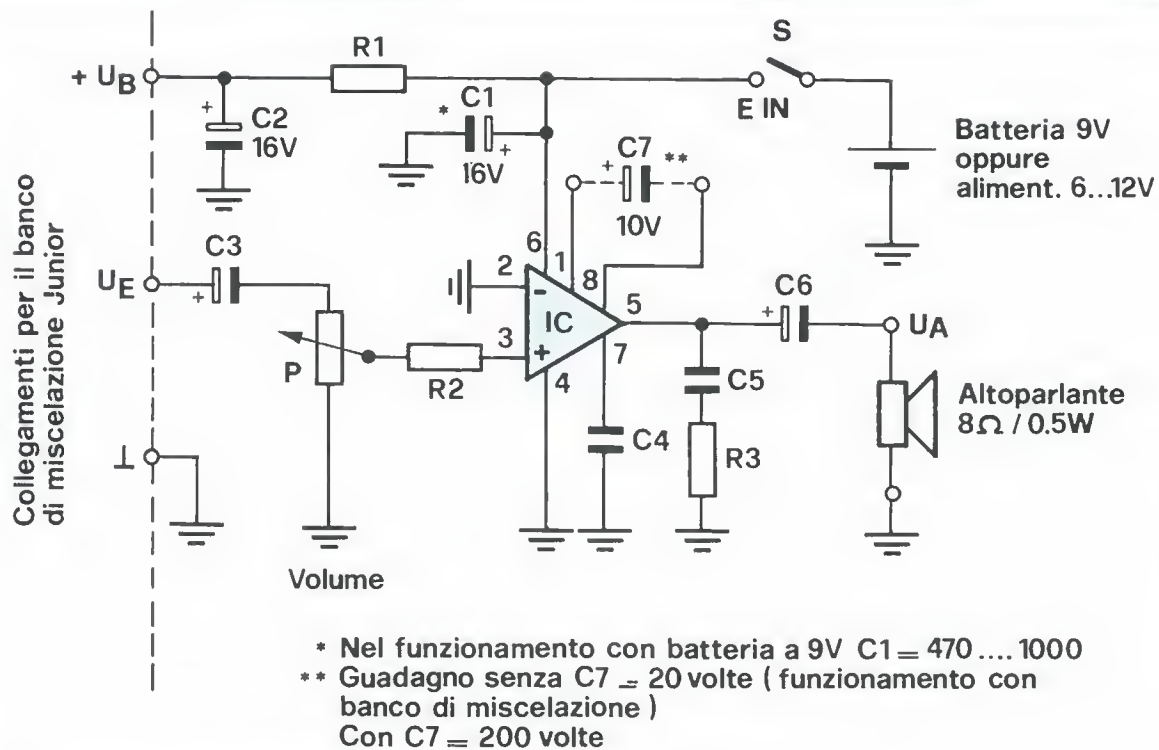 S
R1
+ UB
E IN
+
C2
16V
*
C1
16V
+
+
C7
**
10V
Batteria 9V
oppure
aliment. 6...12V
Collegamenti per il banco
di miscelazione Junior
UE
C3
+
P
R2
6
1
2
8
-
IC
3
+
4
5
7
+
C6
UA
C4
C5
R3
Altoparlante
8Ω / 0.5W
⊥
Volume
* Nel funzionamento con batteria a 9V C1 = 470 .... 1000
** Guadagno senza C7 = 20 volte ( funzionamento con
banco di miscelazione )
Con C7 = 200 volte